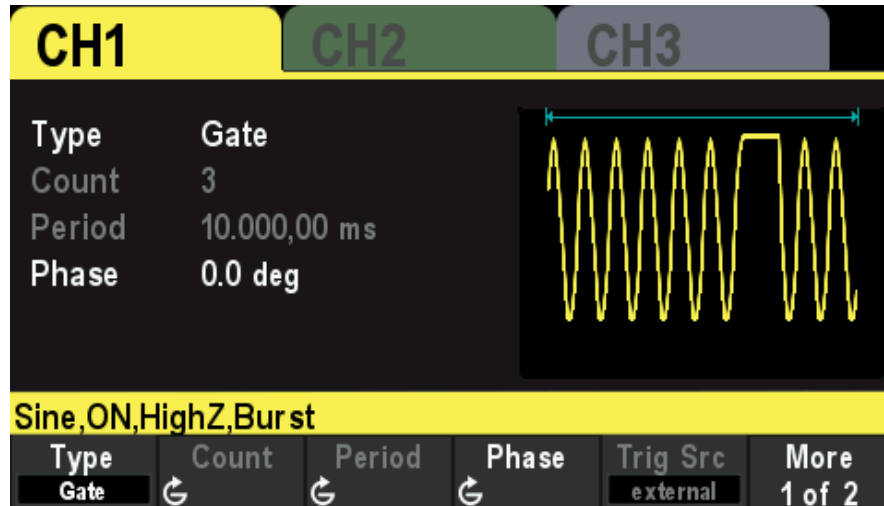 CH1 CH2 CH3
Type Gate
Count 3
Period 10.000,00 ms
Phase 0.0 deg
Sine,ON,HighZ,Burst
Type Count Period Phase Trig Src More
Gate external 1 of 2